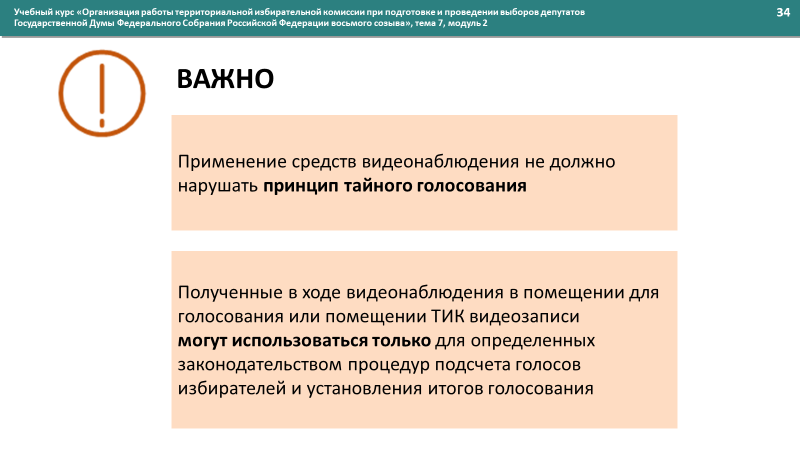 Учебный курс «Организация работы территориальной избирательной комиссии при подготовке и проведении выборов депутатов
Государственной Думы Федерального Собрания Российской Федерации восьмого созыва», тема 7, модуль 2
34
ВАЖНО
Применение средств видеонаблюдения не должно
нарушать принцип тайного голосования
Полученные в ходе видеонаблюдения в помещении для
голосования или помещении ТИК видеозаписи
могут использоваться только для определенных
законодательством процедур подсчета голосов
избирателей и установления итогов голосования